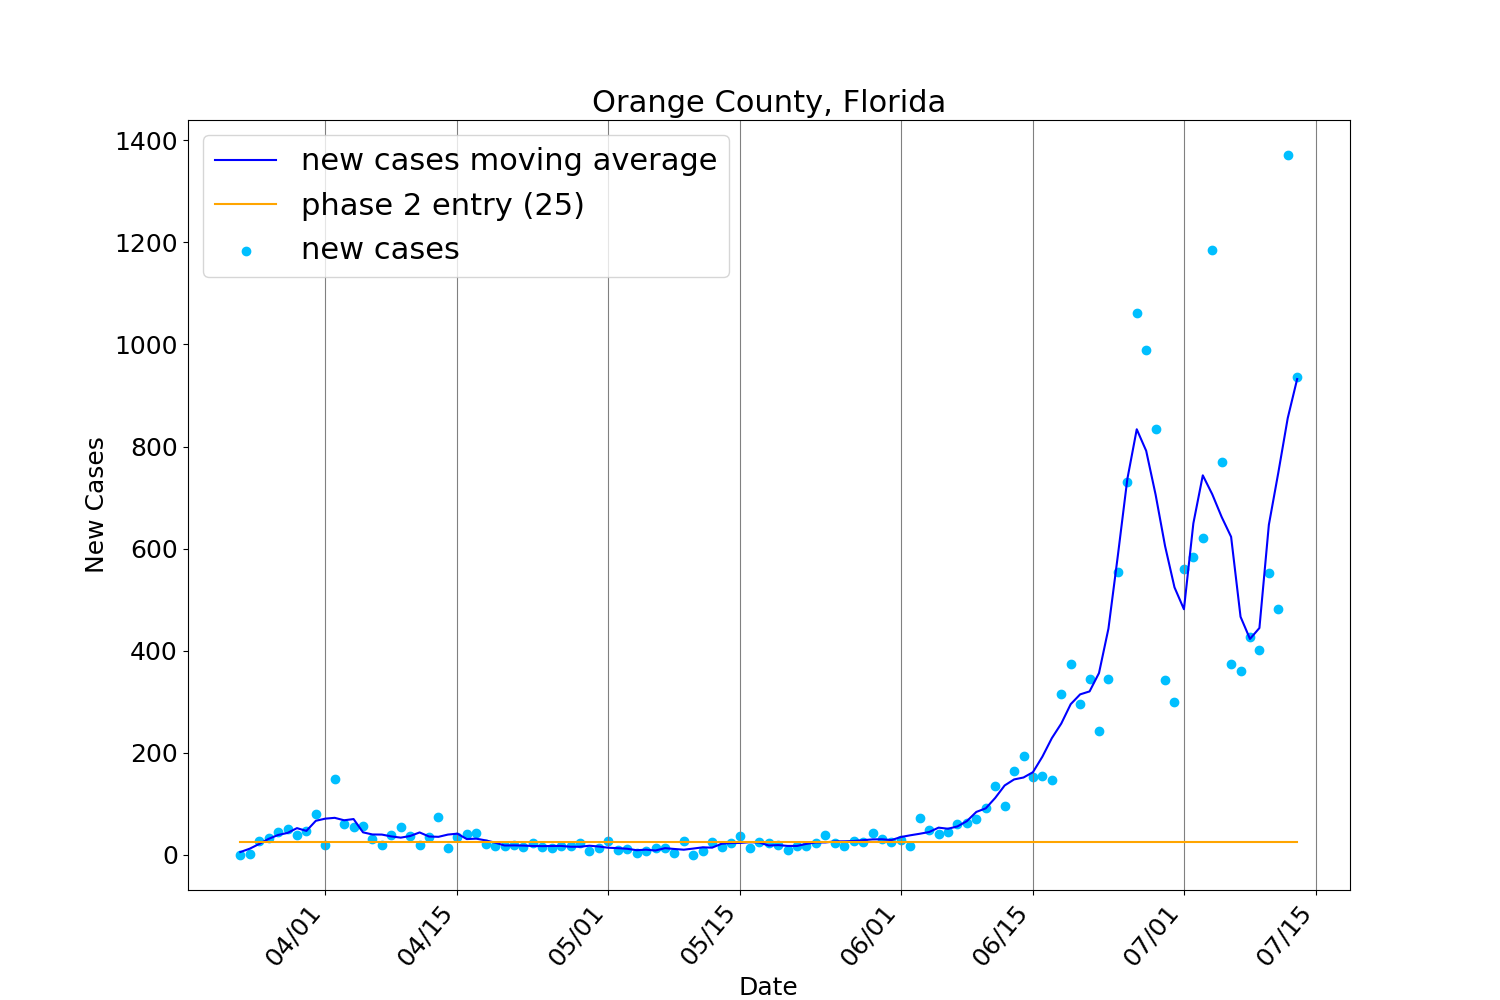 Orange County, Florida
new cases moving average
phase 2 entry (25)
new cases
1400
1200
1000
800
600
400
200
0
New Cases
04/01
04/15
05/01
05/15
06/01
06/15
07/01
07/15
Date